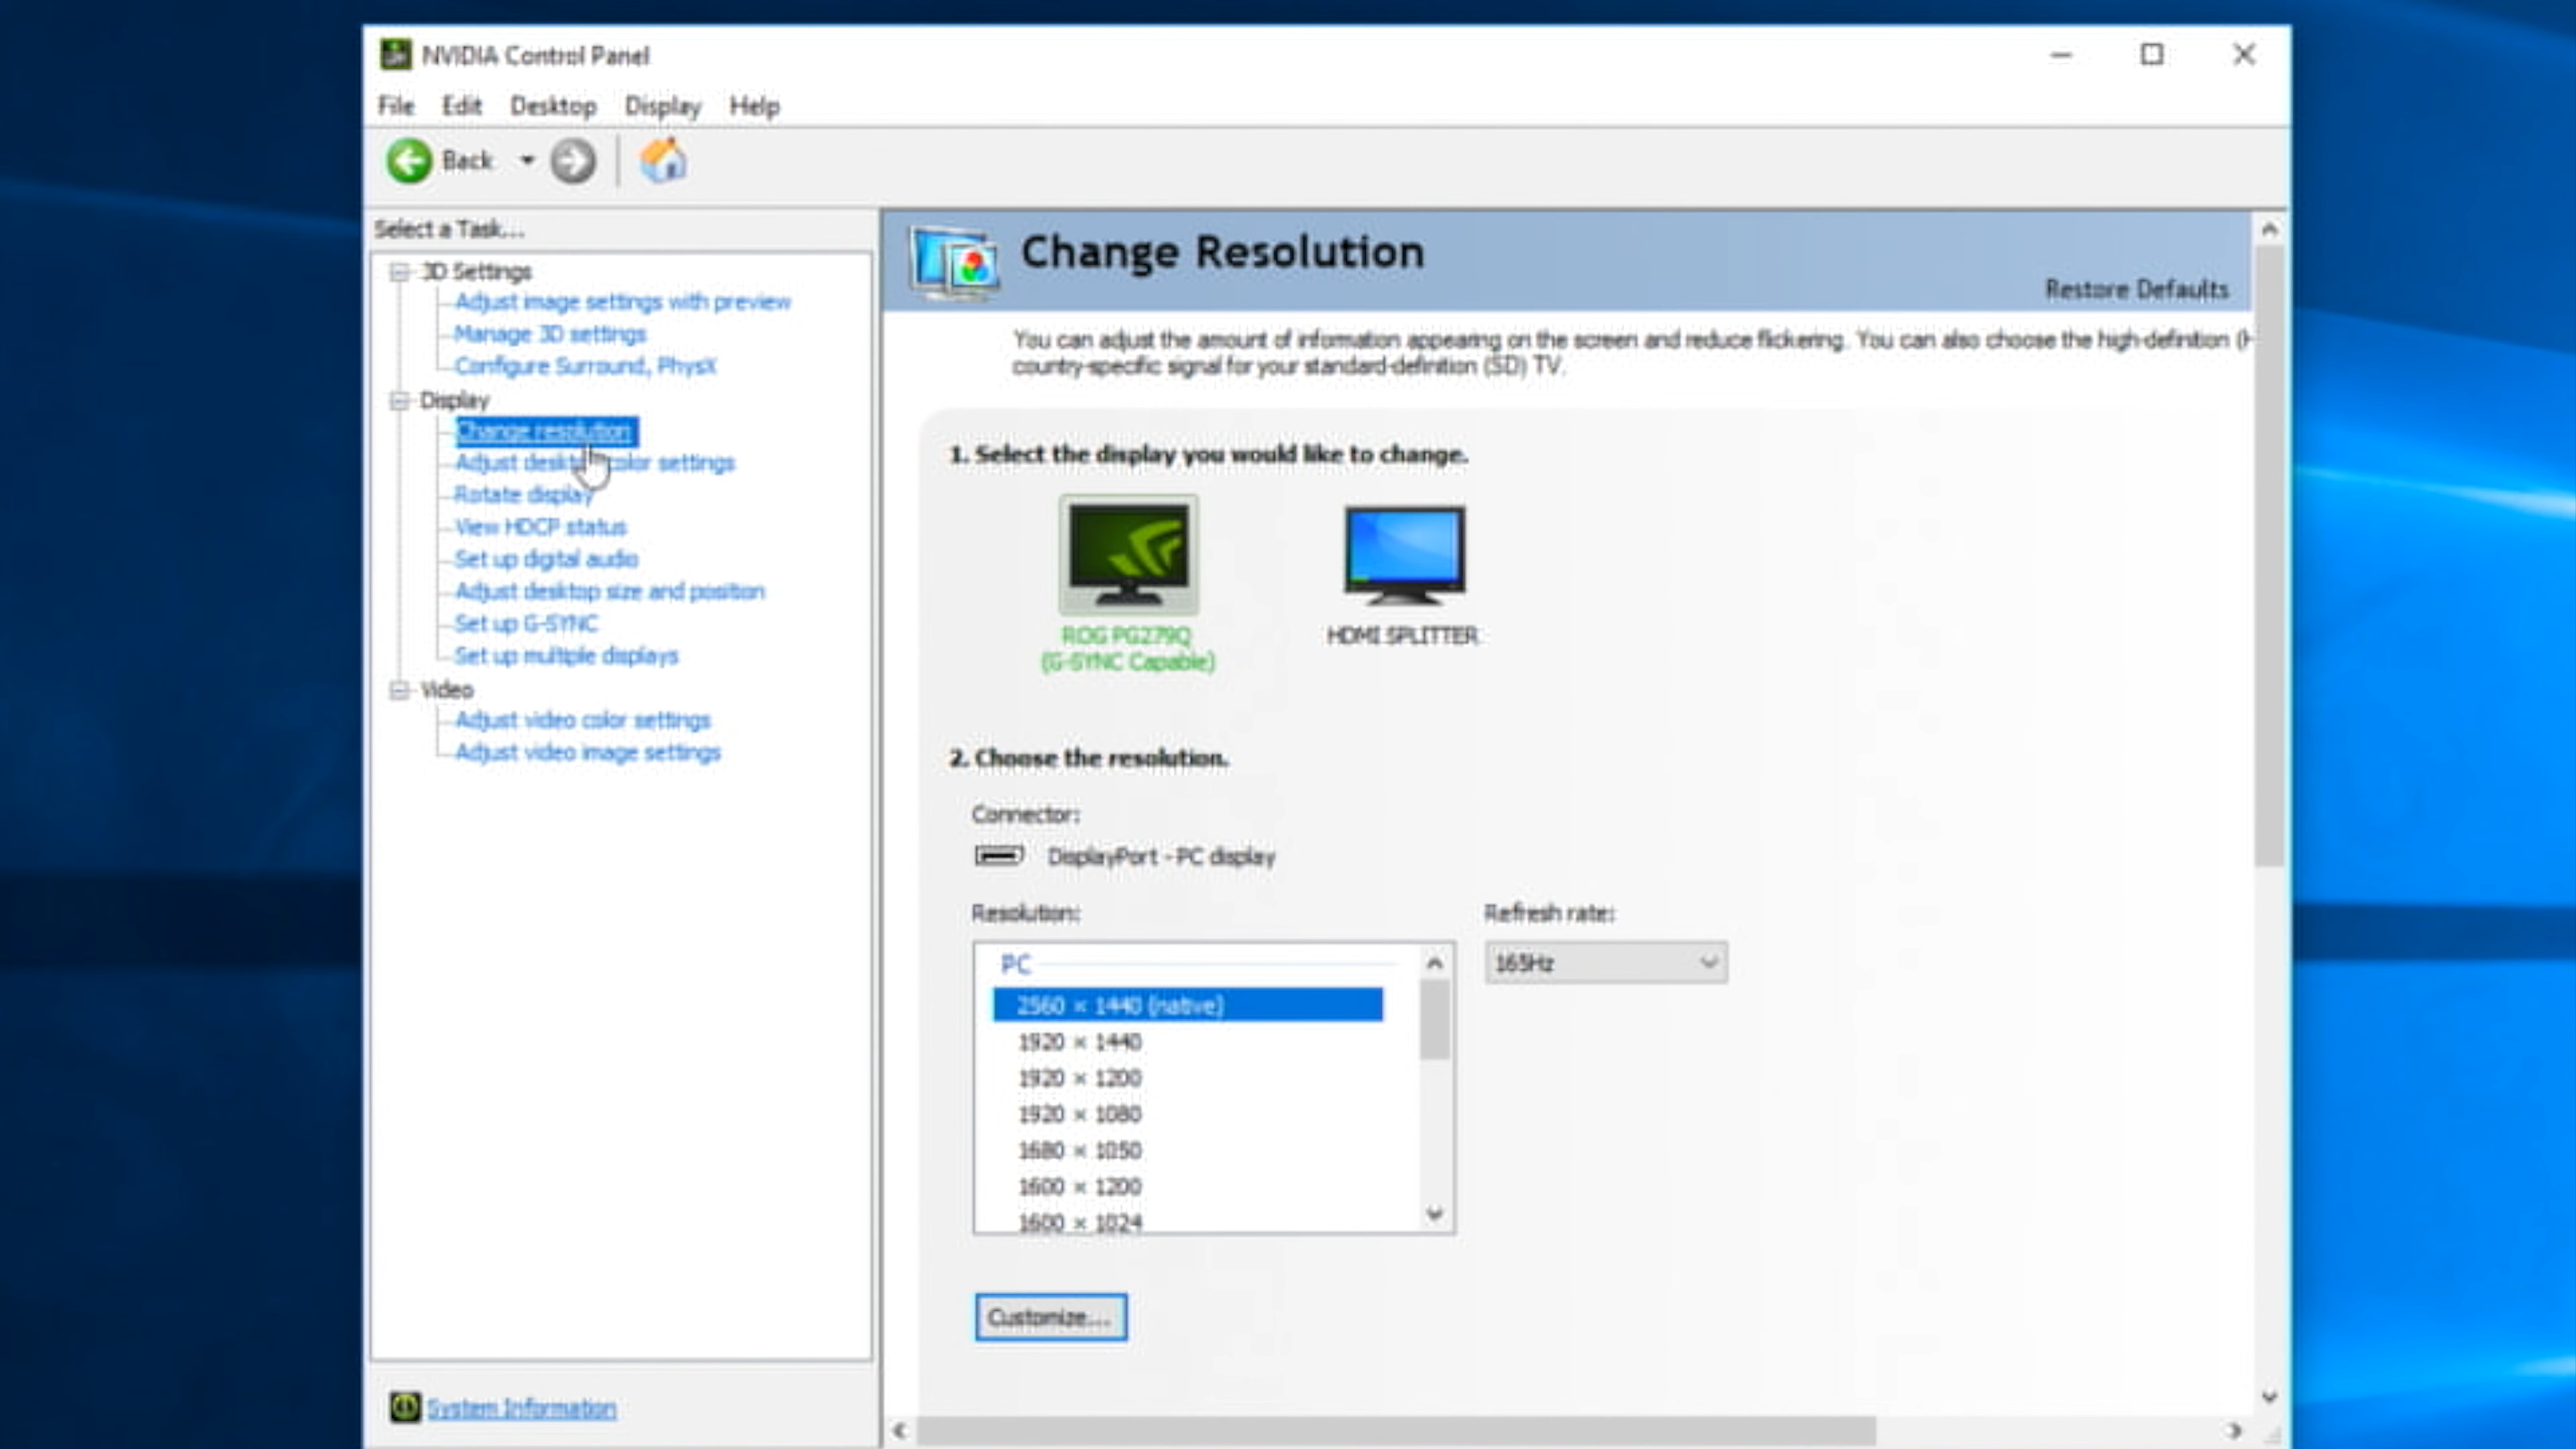 NVIDIA Control Panel
File Edit Desktop Display Help
Back
Select a Task...
3D Settings
Adjust image settings with preview
Manage 3D settings
Configure Surround, PhysX
Display
Change resolution
Adjust desktop color settings
Rotate display
View HDCP status
Set up digital audio
Adjust desktop size and position
Set up G-SYNC
Set up multiple displays
Video
Adjust video color settings
Adjust video image settings
System Information
Change Resolution
Restore Defaults
You can adjust the amount of information appearing on the screen and reduce flickering. You can also choose the high-definition (H
country-specific signal for your standard-definition (SD) TV.
1. Select the display you would like to change.
ROG PG279Q
(G-SYNC Capable)
HDMI SPLITTER
2. Choose the resolution.
Connector:
DisplayPort - PC display
Resolution:
Refresh rate:
165Hz
PC
2560 × 1440 (native)
1920 × 1440
1920 × 1200
1920 × 1080
1680 × 1050
1600 × 1200
1600 × 1024
Customize...